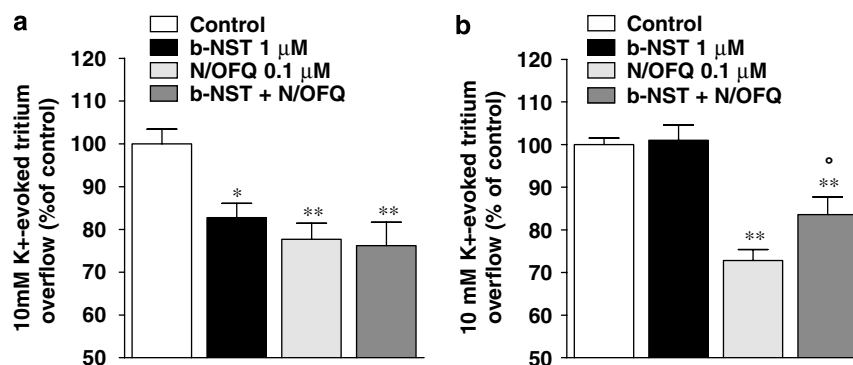 a
Control
b-NST 1 µM
N/OFQ 0.1 µM
b-NST + N/OFQ
10mM K+-evoked tritium
overflow (%of control)
120
110
100
90
80
70
60
50
*
**
**
b
Control
b-NST 1 µM
N/OFQ 0.1 µM
b-NST + N/OFQ
10 mM K+-evoked tritium
overflow (% of control)
120
110
100
90
80
70
60
50
**
°
**